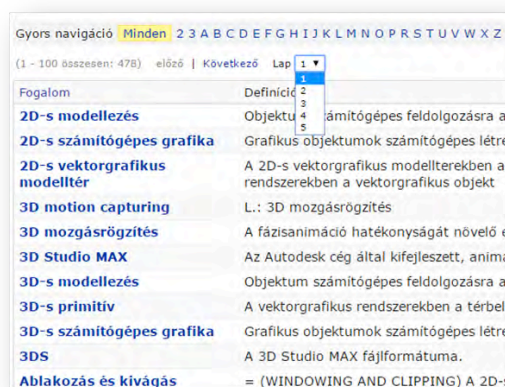 Gyors navigáció Minden 2 3 A B C D E F G H I J K L M N O P R S T U V W X Z
(1 - 100 összesen: 478) előző | Következő Lap 1
1
2
3
4
5
Fogalom Definíció
2D-s modellezés Objektu ámítógépes feldolgozásra a
2D-s számítógépes grafika Grafikus objektumok számítógépes létre
2D-s vektorgrafikus A 2D-s vektorgrafikus modellterekben a
modelltér rendszerekben a vektorgrafikus objekt
3D motion capturing L.: 3D mozgásrögzítés
3D mozgásrögzítés A fázisanimáció hatékonyságát növelő
3D Studio MAX Az Autodesk cég által kifejleszett, anim
3D-s modellezés Objektum számítógépes feldolgozásra a
3D-s primitív A vektorgrafikus rendszerekben a térbel
3D-s számítógépes grafika Grafikus objektumok számítógépes létre
3DS A 3D Studio MAX fájlformátuma.
Ablakozás és kivágás = (WINDOWING AND CLIPPING) A 2D-s